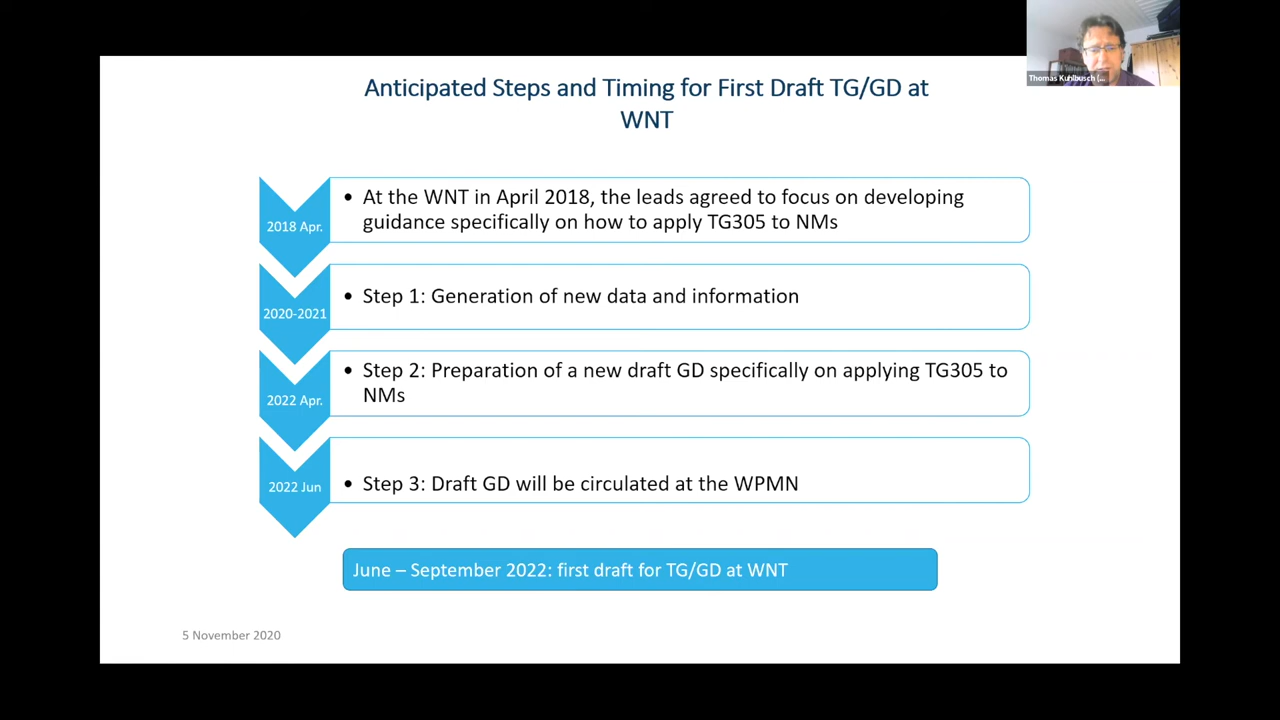 Thomas Kuhlbusch (...
Anticipated Steps and Timing for First Draft TG/GD at
WNT
2018 Apr.
• At the WNT in April 2018, the leads agreed to focus on developing
guidance specifically on how to apply TG305 to NMs
2020-2021
• Step 1: Generation of new data and information
2022 Apr.
• Step 2: Preparation of a new draft GD specifically on applying TG305 to
NMs
2022 Jun
• Step 3: Draft GD will be circulated at the WPMN
June – September 2022: first draft for TG/GD at WNT
5 November 2020